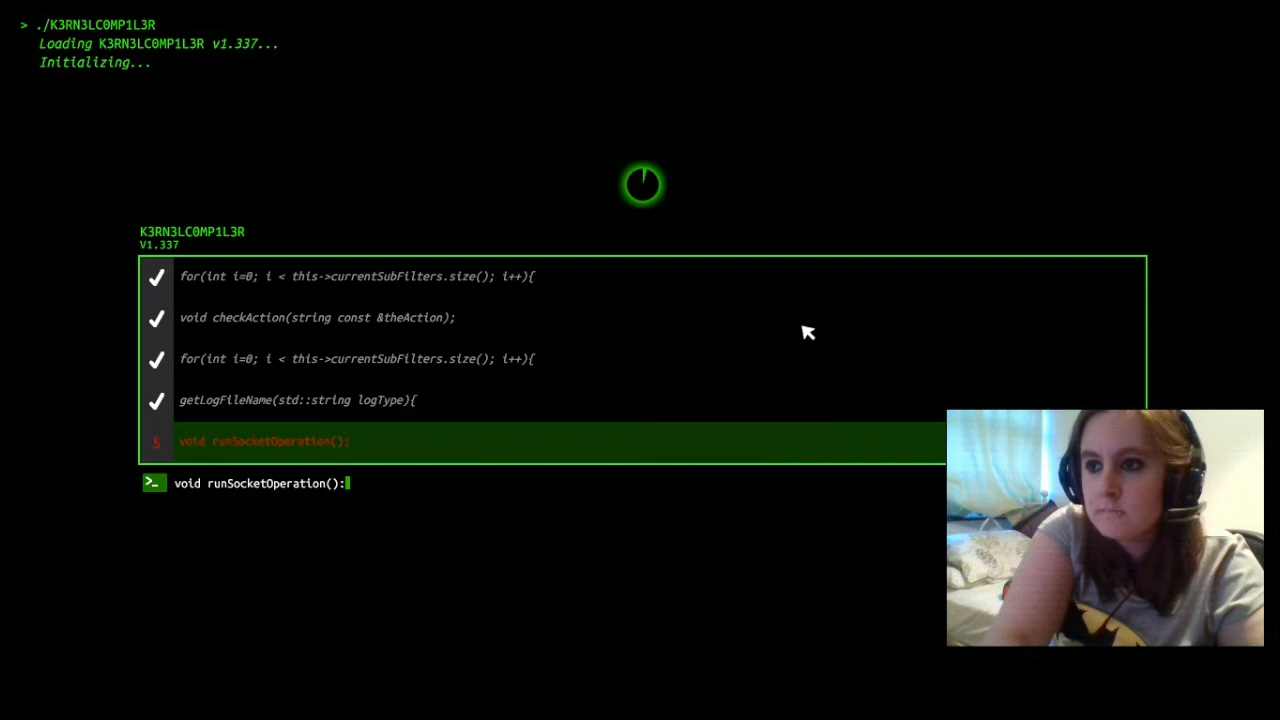 > ./K3RN3LC0MP1L3R
Loading K3RN3LC0MP1L3R v1.337...
Initializing...
K3RN3LC0MP1L3R
V1.337
for(int i=0; i < this->currentSubFilters.size(); i++){
void checkAction(string const &theAction);
for(int i=0; i < this->currentSubFilters.size(); i++){
getLogFileName(std::string logType){
5 void runSocketOperation();
>_ void runSocketOperation():